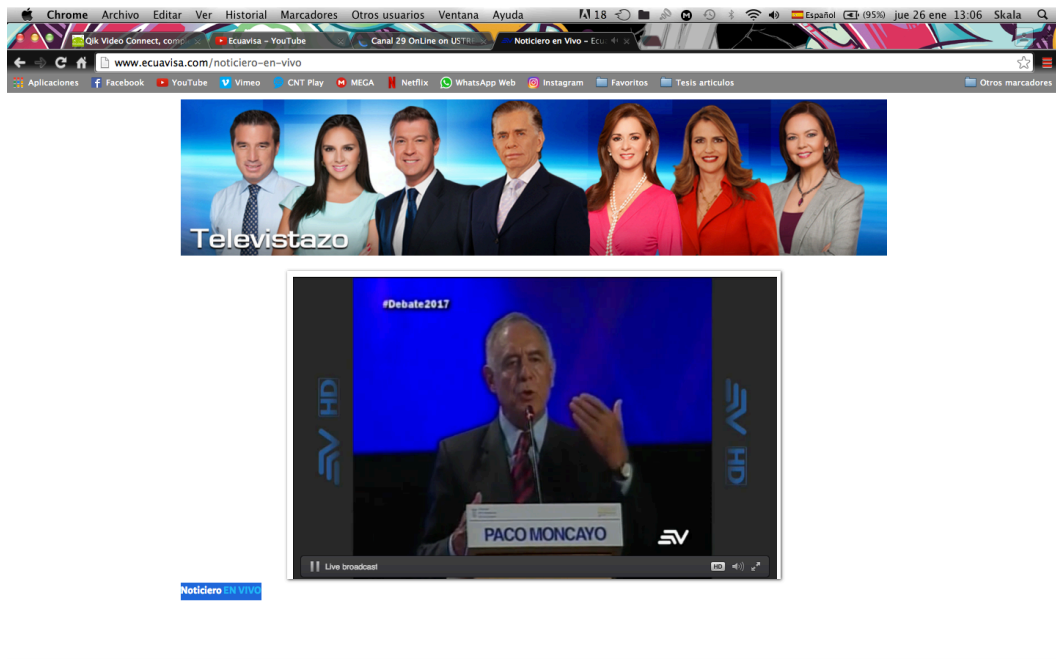 Chrome Archivo Editar Ver Historial Marcadores Otros usuarios Ventana Ayuda 18 Español (95%) jue 26 ene 13:06 Skala
Qik Video Connect, comp Ecuavisa - YouTube Canal 29 OnLine on USTRE Noticiero en Vivo – Ecu
www.ecuavisa.com/noticiero-en-vivo
Aplicaciones Facebook YouTube Vimeo CNT Play MEGA Netflix WhatsApp Web Instagram Favoritos Tesis articulos Otros marcadores
Televistazo
#Debate2017
HD
HD
PACO MONCAYO
Live broadcast HD
Noticiero EN VIVO